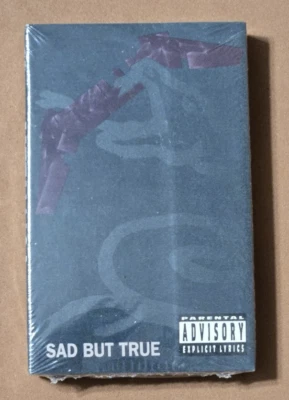 SAD BUT TRUE
PARENTAL
ADVISORY
EXPLICIT LYRICS